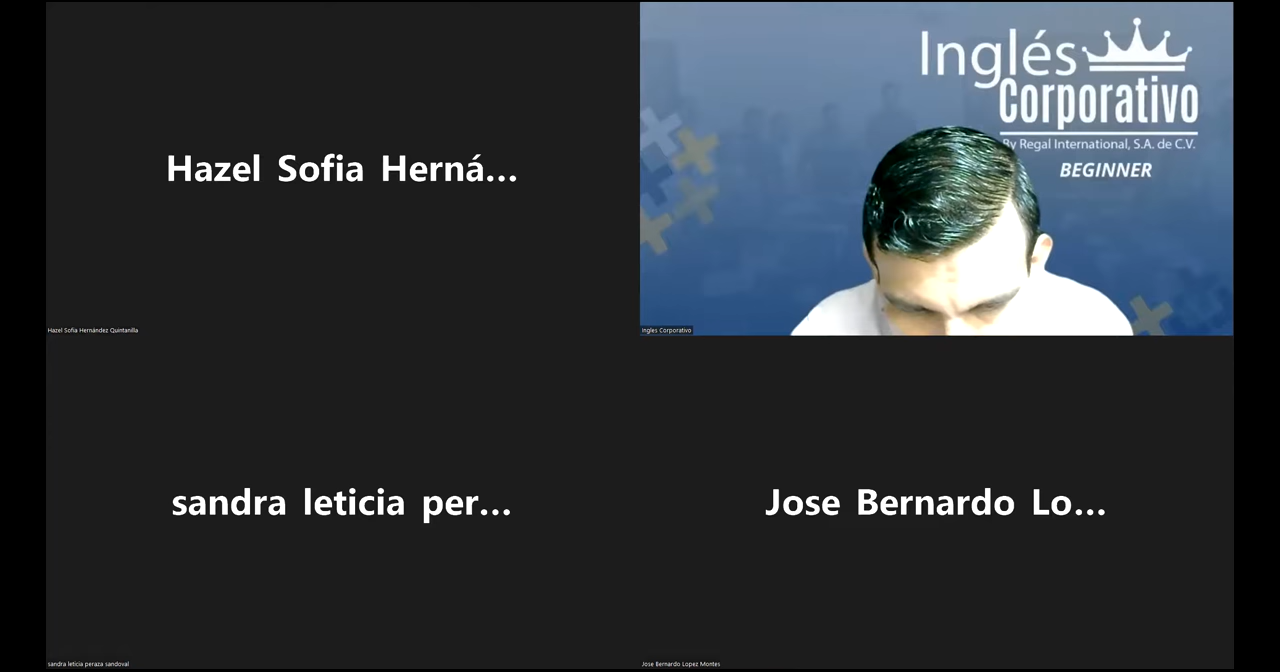 Hazel Sofia Herná...
Hazel Sofia Hernández Quintanilla
Inglés
Corporativo
By Regal International, S.A. de C.V.
BEGINNER
Ingles Corporativo
sandra leticia per...
sandra leticia peraza sandoval
Jose Bernardo Lo...
Jose Bernardo Lopez Montes